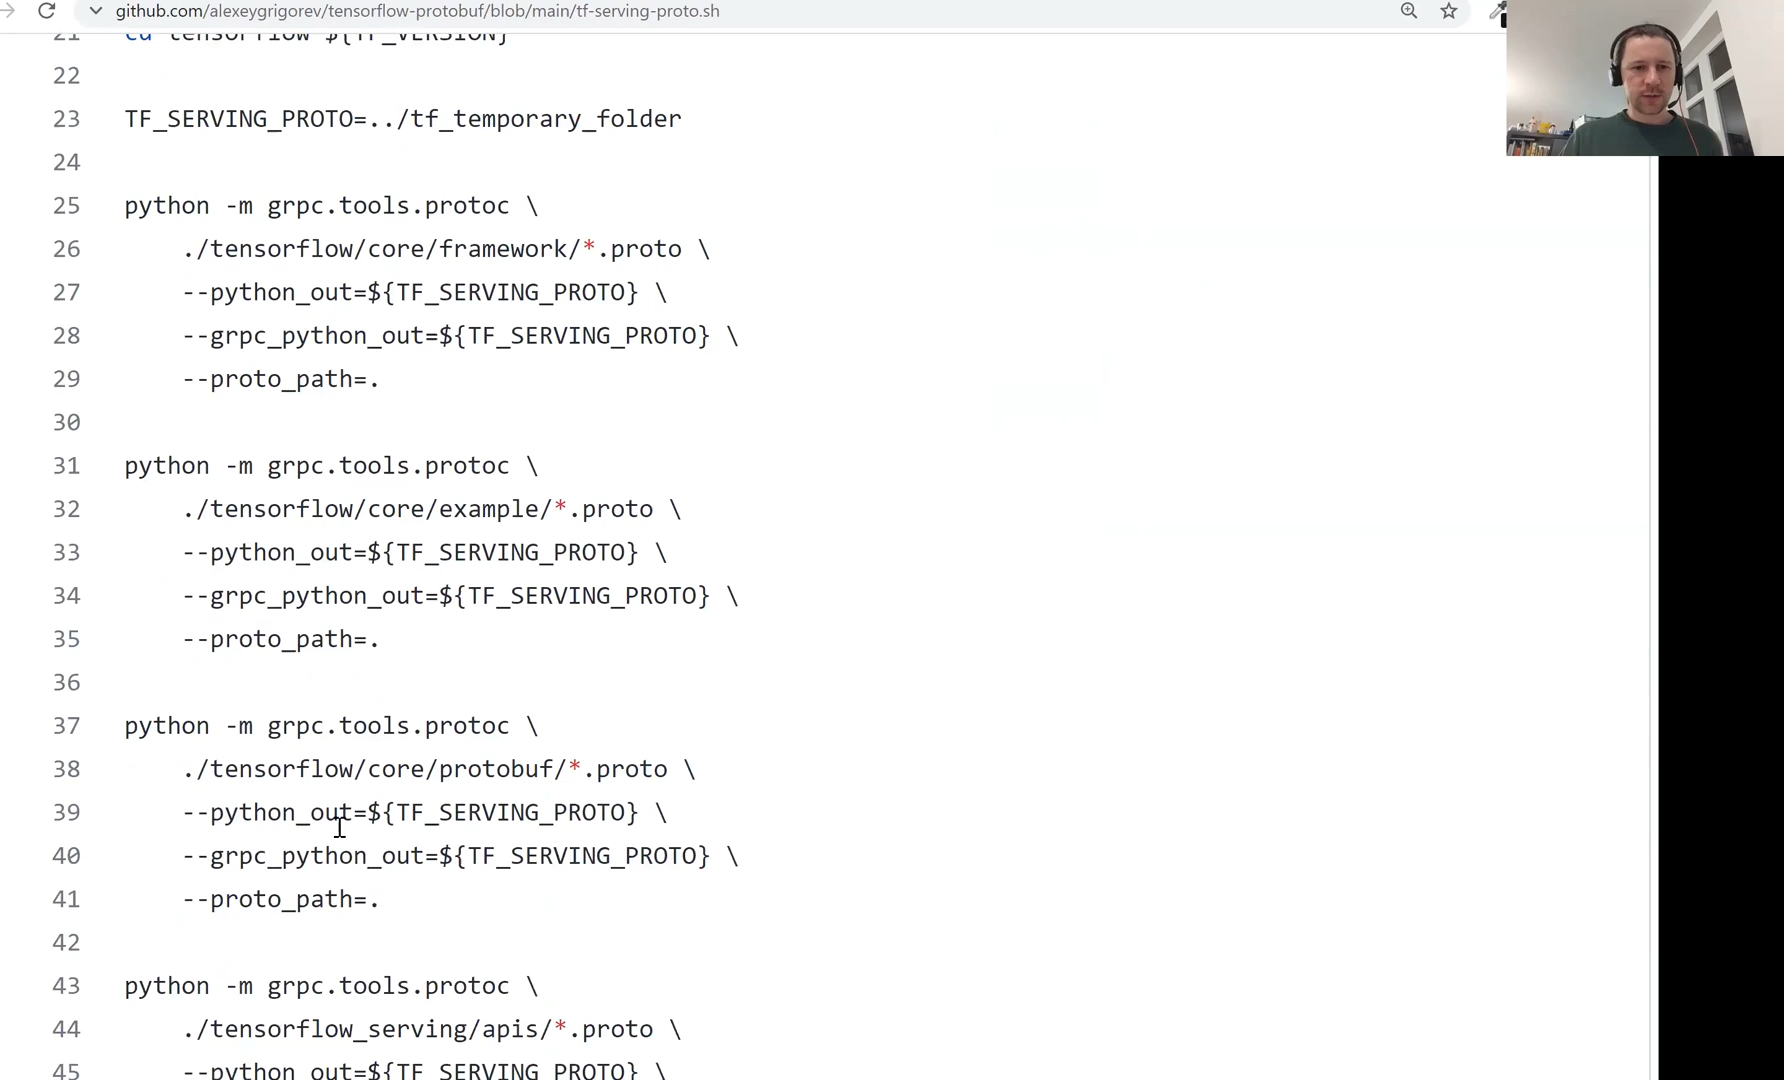 github.com/alexeygrigorev/tensorflow-protobuf/blob/main/tf-serving-proto.sh
21 cd tensorflow-${TF_VERSION}
22
23 TF_SERVING_PROTO=../tf_temporary_folder
24
25 python -m grpc.tools.protoc \
26 ./tensorflow/core/framework/*.proto \
27 --python_out=${TF_SERVING_PROTO} \
28 --grpc_python_out=${TF_SERVING_PROTO} \
29 --proto_path=.
30
31 python -m grpc.tools.protoc \
32 ./tensorflow/core/example/*.proto \
33 --python_out=${TF_SERVING_PROTO} \
34 --grpc_python_out=${TF_SERVING_PROTO} \
35 --proto_path=.
36
37 python -m grpc.tools.protoc \
38 ./tensorflow/core/protobuf/*.proto \
39 --python_out=${TF_SERVING_PROTO} \
40 --grpc_python_out=${TF_SERVING_PROTO} \
41 --proto_path=.
42
43 python -m grpc.tools.protoc \
44 ./tensorflow_serving/apis/*.proto \
45 --python_out=${TF_SERVING_PROTO} \